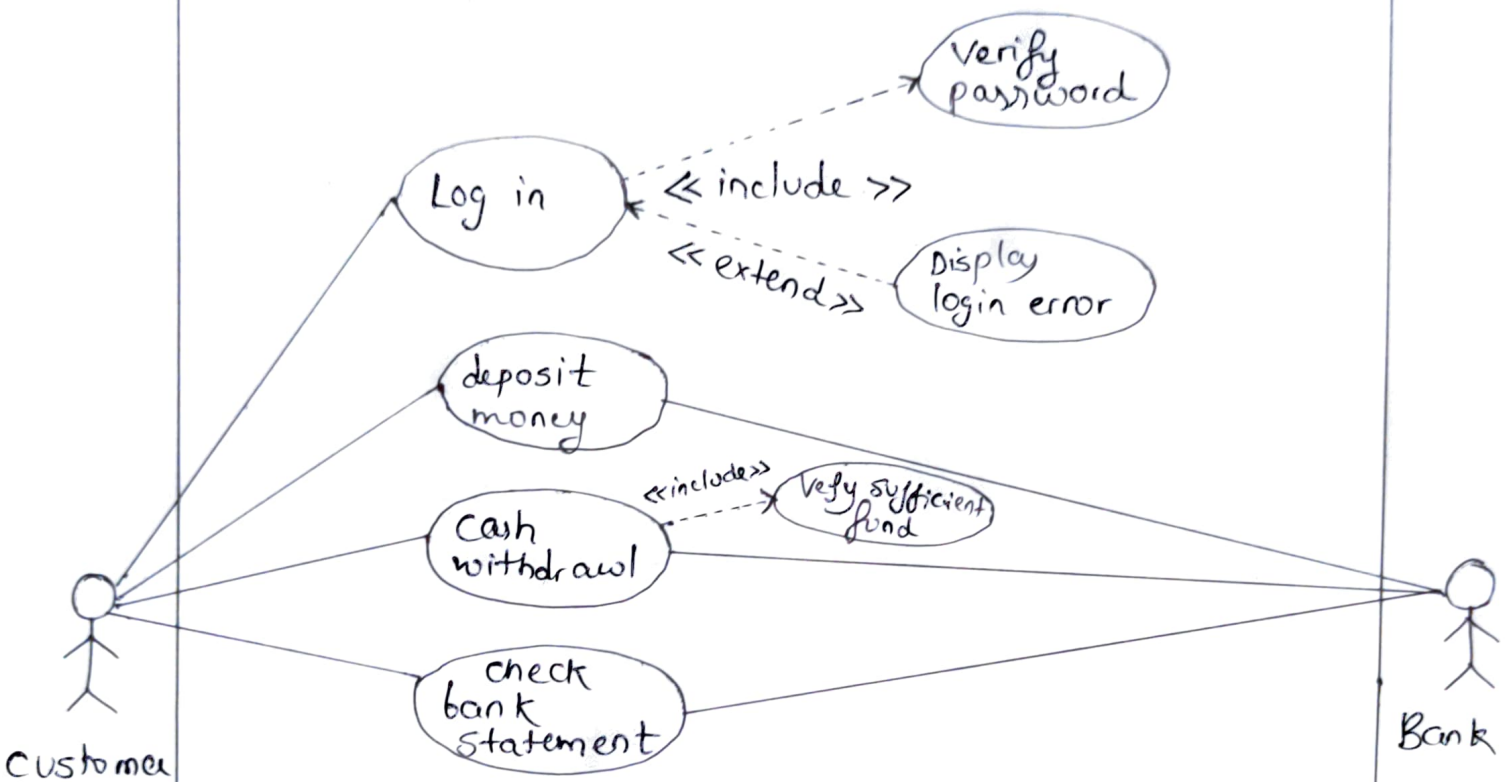 Verify
password
Log in
<< include >>
<< extend >>
Display
login error
deposit
money
<<include>>
Vefy sufficient
fund
Cash
withdrawl
check
bank
statement
Customer
Bank